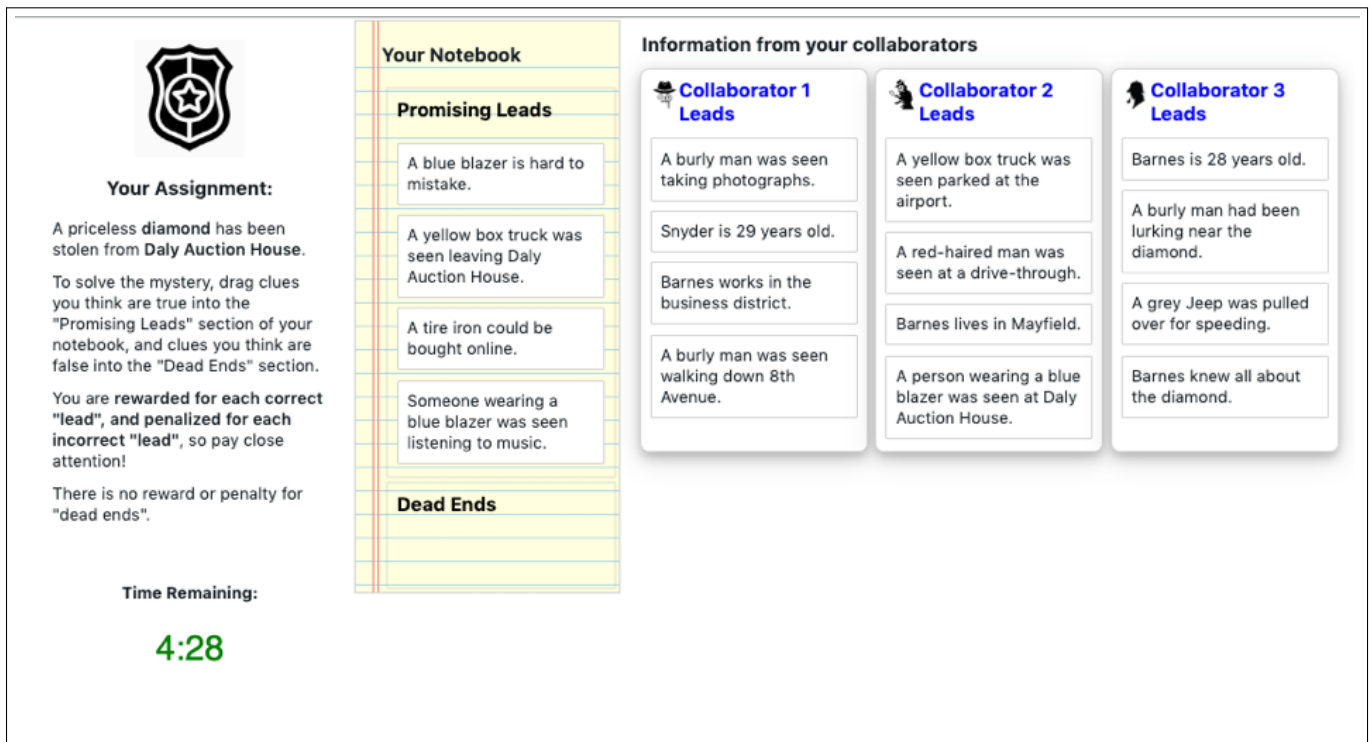 Your Assignment:
A priceless diamond has been
stolen from Daly Auction House.
To solve the mystery, drag clues
you think are true into the
"Promising Leads" section of your
notebook, and clues you think are
false into the "Dead Ends" section.
You are rewarded for each correct
"lead", and penalized for each
incorrect "lead", so pay close
attention!
There is no reward or penalty for
"dead ends".
Time Remaining:
4:28
Your Notebook
Promising Leads
A blue blazer is hard to
mistake.
A yellow box truck was
seen leaving Daly
Auction House.
A tire iron could be
bought online.
Someone wearing a
blue blazer was seen
listening to music.
Dead Ends
Information from your collaborators
Collaborator 1
Leads
A burly man was seen
taking photographs.
Snyder is 29 years old.
Barnes works in the
business district.
A burly man was seen
walking down 8th
Avenue.
Collaborator 2
Leads
A yellow box truck was
seen parked at the
airport.
A red-haired man was
seen at a drive-through.
Barnes lives in Mayfield.
A person wearing a blue
blazer was seen at Daly
Auction House.
Collaborator 3
Leads
Barnes is 28 years old.
A burly man had been
lurking near the
diamond.
A grey Jeep was pulled
over for speeding.
Barnes knew all about
the diamond.